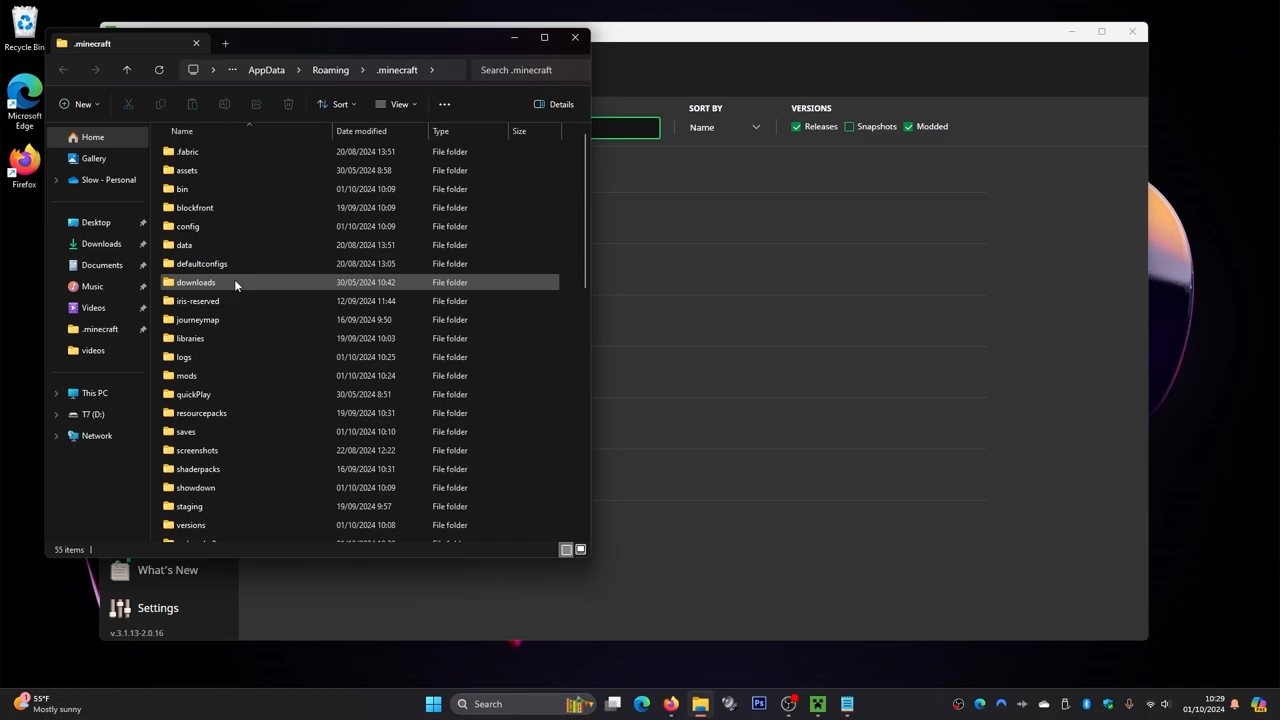 Recycle Bin
Microsoft
Edge
Firefox
.minecraft
AppData
Roaming
.minecraft
Search .minecraft
New
Sort
View
Details
Home
Gallery
Slow - Personal
Desktop
Downloads
Documents
Music
Videos
.minecraft
videos
This PC
T7 (D:)
Network
Name Date modified Type Size
.fabric 20/08/2024 13:51 File folder
assets 30/05/2024 8:58 File folder
bin 01/10/2024 10:09 File folder
blockfront 19/09/2024 10:09 File folder
config 01/10/2024 10:09 File folder
data 20/08/2024 13:51 File folder
defaultconfigs 20/08/2024 13:05 File folder
downloads 30/05/2024 10:42 File folder
iris-reserved 12/09/2024 11:44 File folder
journeymap 16/09/2024 9:50 File folder
libraries 19/09/2024 10:03 File folder
logs 01/10/2024 10:25 File folder
mods 01/10/2024 10:24 File folder
quickPlay 30/05/2024 8:51 File folder
resourcepacks 19/09/2024 10:31 File folder
saves 01/10/2024 10:10 File folder
screenshots 22/08/2024 12:22 File folder
shaderpacks 16/09/2024 10:31 File folder
showdown 01/10/2024 10:09 File folder
staging 19/09/2024 9:57 File folder
versions 01/10/2024 10:08 File folder
55 items
SORT BY
Name
VERSIONS
Releases
Snapshots
Modded
What's New
Settings
v.3.1.13-2.0.16
55°F
Mostly sunny
Search
10:29
01/10/2024